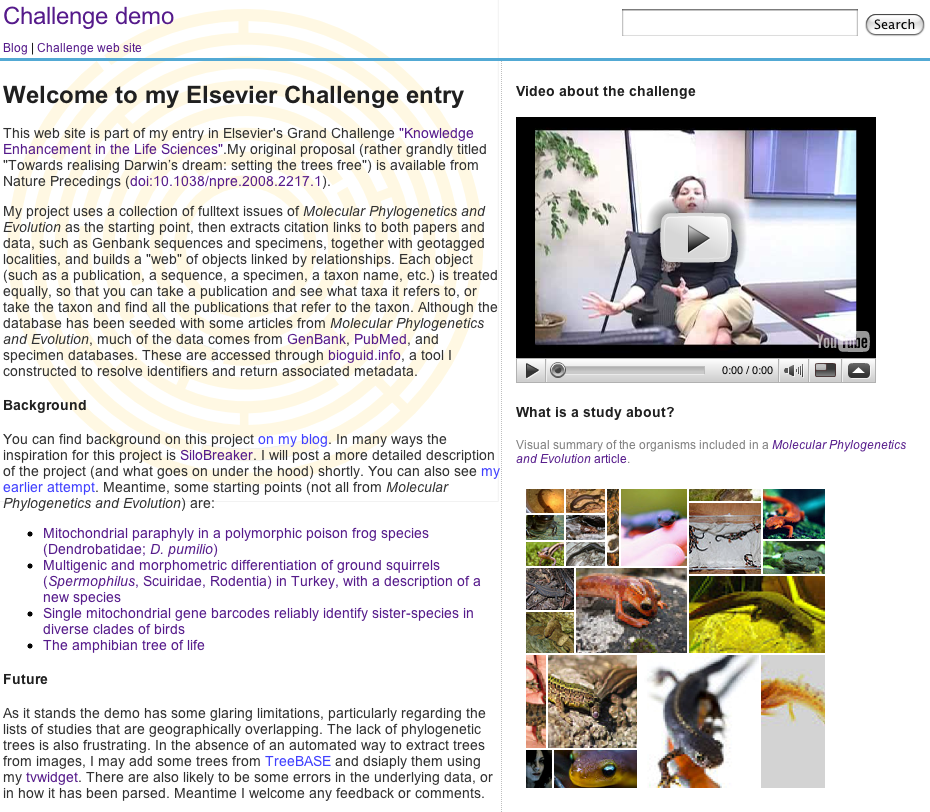 Challenge demo
Blog | Challenge web site
Search
Welcome to my Elsevier Challenge entry
This web site is part of my entry in Elsevier's Grand Challenge "Knowledge
Enhancement in the Life Sciences".My original proposal (rather grandly titled
"Towards realising Darwin's dream: setting the trees free") is available from
Nature Precedings (doi:10.1038/npre.2008.2217.1).
My project uses a collection of fulltext issues of Molecular Phylogenetics and
Evolution as the starting point, then extracts citation links to both papers and
data, such as Genbank sequences and specimens, together with geotagged
localities, and builds a "web" of objects linked by relationships. Each object
(such as a publication, a sequence, a specimen, a taxon name, etc.) is treated
equally, so that you can take a publication and see what taxa it refers to, or
take the taxon and find all the publications that refer to the taxon. Although the
database has been seeded with some articles from Molecular Phylogenetics
and Evolution, much of the data comes from GenBank, PubMed, and
specimen databases. These are accessed through bioguid.info, a tool I
constructed to resolve identifiers and return associated metadata.
Background
You can find background on this project on my blog. In many ways the
inspiration for this project is SiloBreaker. I will post a more detailed description
of the project (and what goes on under the hood) shortly. You can also see my
earlier attempt. Meantime, some starting points (not all from Molecular
Phylogenetics and Evolution) are:
• Mitochondrial paraphyly in a polymorphic poison frog species
(Dendrobatidae; D. pumilio)
• Multigenic and morphometric differentiation of ground squirrels
(Spermophilus, Scuiridae, Rodentia) in Turkey, with a description of a
new species
• Single mitochondrial gene barcodes reliably identify sister-species in
diverse clades of birds
• The amphibian tree of life
Future
As it stands the demo has some glaring limitations, particularly regarding the
lists of studies that are geographically overlapping. The lack of phylogenetic
trees is also frustrating. In the absence of an automated way to extract trees
from images, I may add some trees from TreeBASE and dsiaply them using
my tvwidget. There are also likely to be some errors in the underlying data, or
in how it has been parsed. Meantime I welcome any feedback or comments.
Video about the challenge
YouTube
0:00 / 0:00
What is a study about?
Visual summary of the organisms included in a Molecular Phylogenetics
and Evolution article.